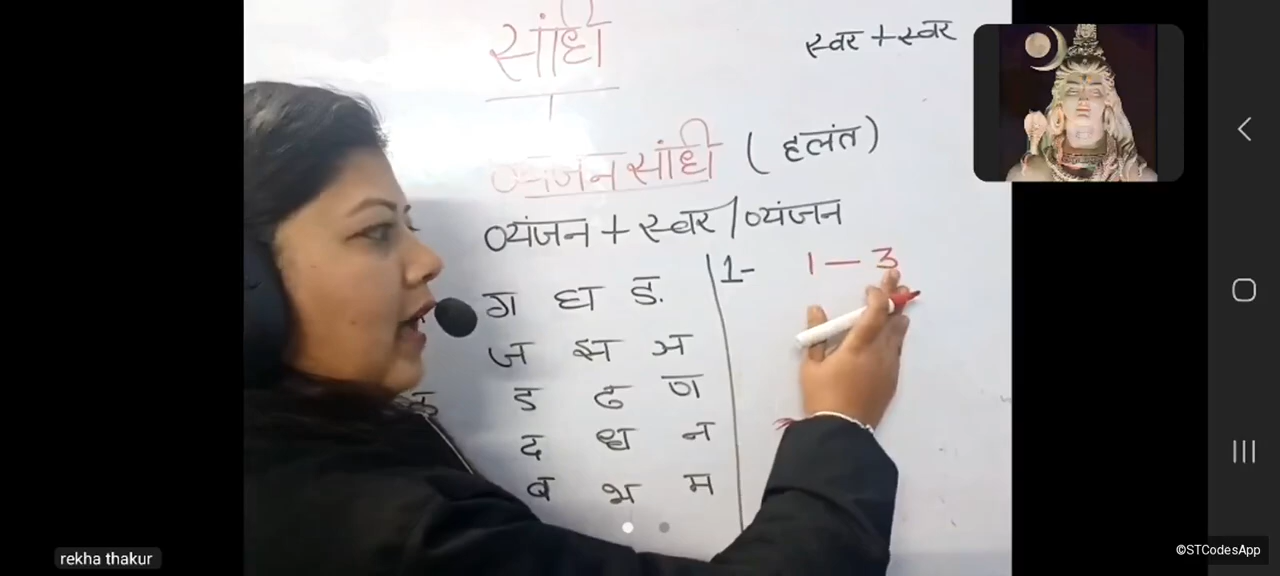 स्वर + स्वर
सांधी
व्यंजन सांधी ( हलंत )
व्यंजन + स्वर / व्यंजन
1- 1 — 3
ग घ ङ
ज झ ञ
ड ढ ण
द ध न
ब भ म
rekha thakur
©STCodesApp